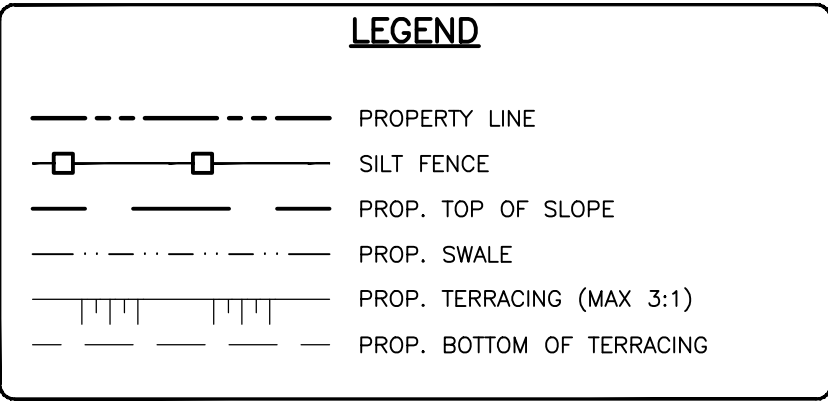 LEGEND
PROPERTY LINE
SILT FENCE
PROP. TOP OF SLOPE
PROP. SWALE
PROP. TERRACING (MAX 3:1)
PROP. BOTTOM OF TERRACING